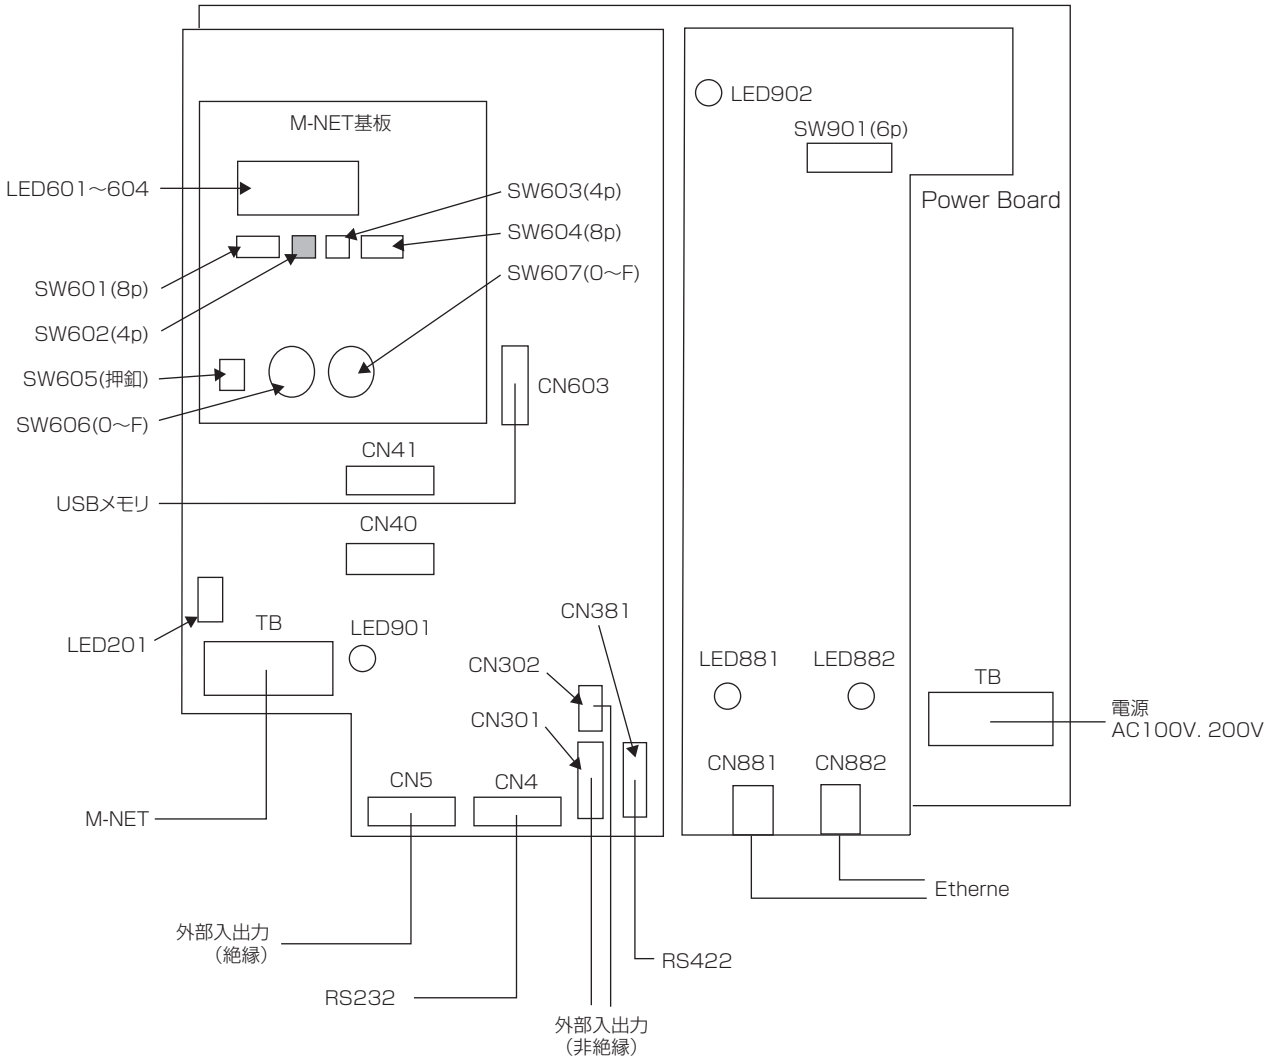 M-NET基板
LED902
SW901(6p)
LED601～604
SW603(4p)
Power Board
SW604(8p)
SW607(0～F)
SW601(8p)
SW602(4p)
SW605(押釦)
CN603
SW606(0～F)
CN41
USBメモリ
CN40
CN381
TB
LED901
LED201
CN302
LED881
LED882
TB
CN301
電源
AC100V. 200V
CN881
CN882
CN5
CN4
M-NET
Etherne
外部入出力
（絶縁）
RS422
RS232
外部入出力
（非絶縁）